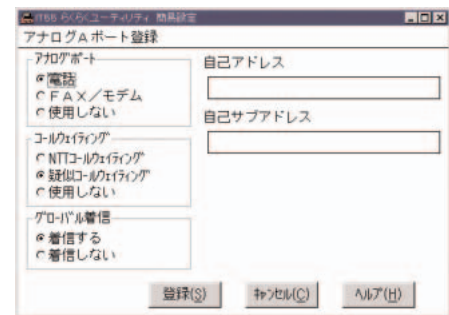 IT66 らくらくユーティリティ 簡易設定
アナログAポート登録
アナログポート
電話
FAX／モデム
使用しない
コールウェイティング
NTTコールウェイティング
疑似コールウェイティング
使用しない
グローバル着信
着信する
着信しない
自己アドレス
自己サブアドレス
登録(S)
キャンセル(C)
ヘルプ(H)